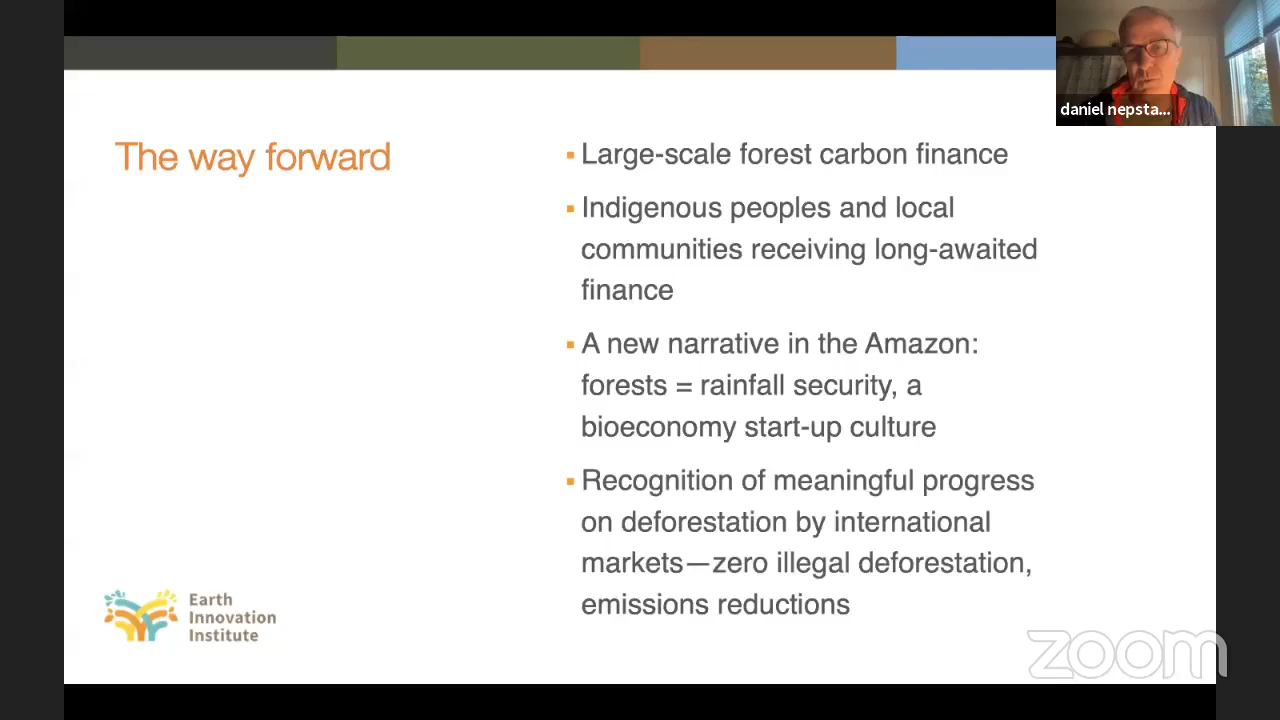 daniel nepsta...
The way forward
▪ Large-scale forest carbon finance
▪ Indigenous peoples and local
communities receiving long-awaited
finance
▪ A new narrative in the Amazon:
forests = rainfall security, a
bioeconomy start-up culture
▪ Recognition of meaningful progress
on deforestation by international
markets—zero illegal deforestation,
emissions reductions
Earth
Innovation
Institute
zoom